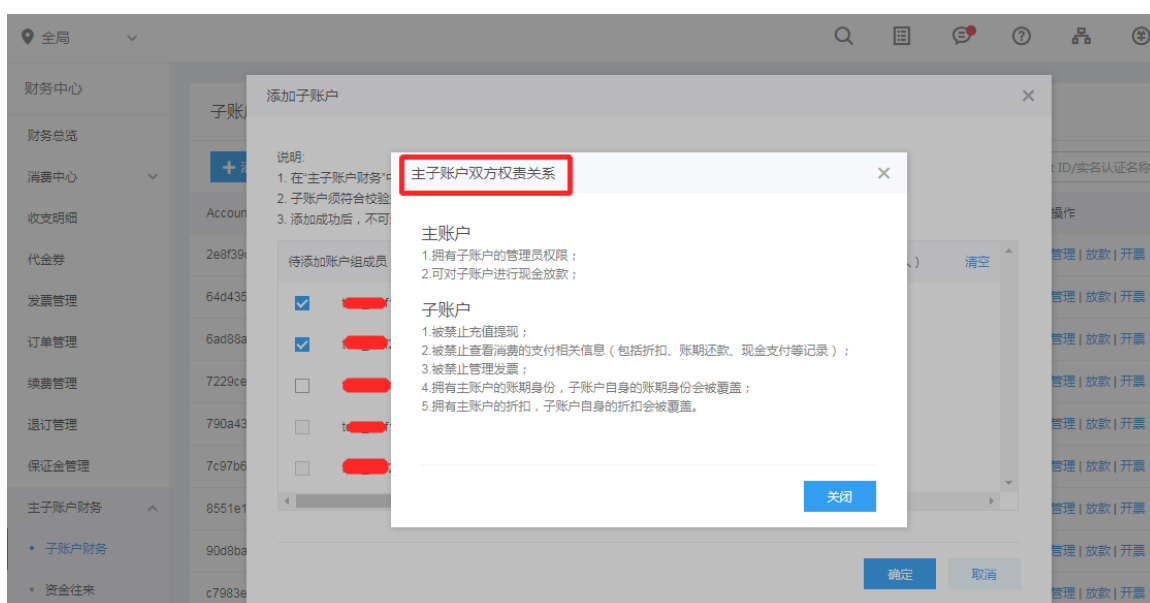 全局
财务中心
财务总览
消费中心
收支明细
代金券
发票管理
订单管理
续费管理
退订管理
保证金管理
主子账户财务
• 子账户财务
• 资金往来
添加子账户
说明:
1. 在"主子账户财务"
2. 子账户须符合校验
3. 添加成功后，不可
待添加账户组成员
清空
主子账户双方权责关系
主账户
1.拥有子账户的管理员权限；
2.可对子账户进行现金放款；
子账户
1.被禁止充值提现；
2.被禁止查看消费的支付相关信息（包括折扣、账期还款、现金支付等记录）；
3.被禁止管理发票；
4.拥有主账户的账期身份，子账户自身的账期身份会被覆盖；
5.拥有主账户的折扣，子账户自身的折扣会被覆盖。
关闭
确定
取消
ID/实名认证名称
Accoun
操作
2e8f39
管理 | 放款 | 开票
64d435
管理 | 放款 | 开票
6ad88a
管理 | 放款 | 开票
7229ce
管理 | 放款 | 开票
790a43
管理 | 放款 | 开票
7c97b6
管理 | 放款 | 开票
8551e1
管理 | 放款 | 开票
90d8ba
管理 | 放款 | 开票
c7983e
管理 | 放款 | 开票